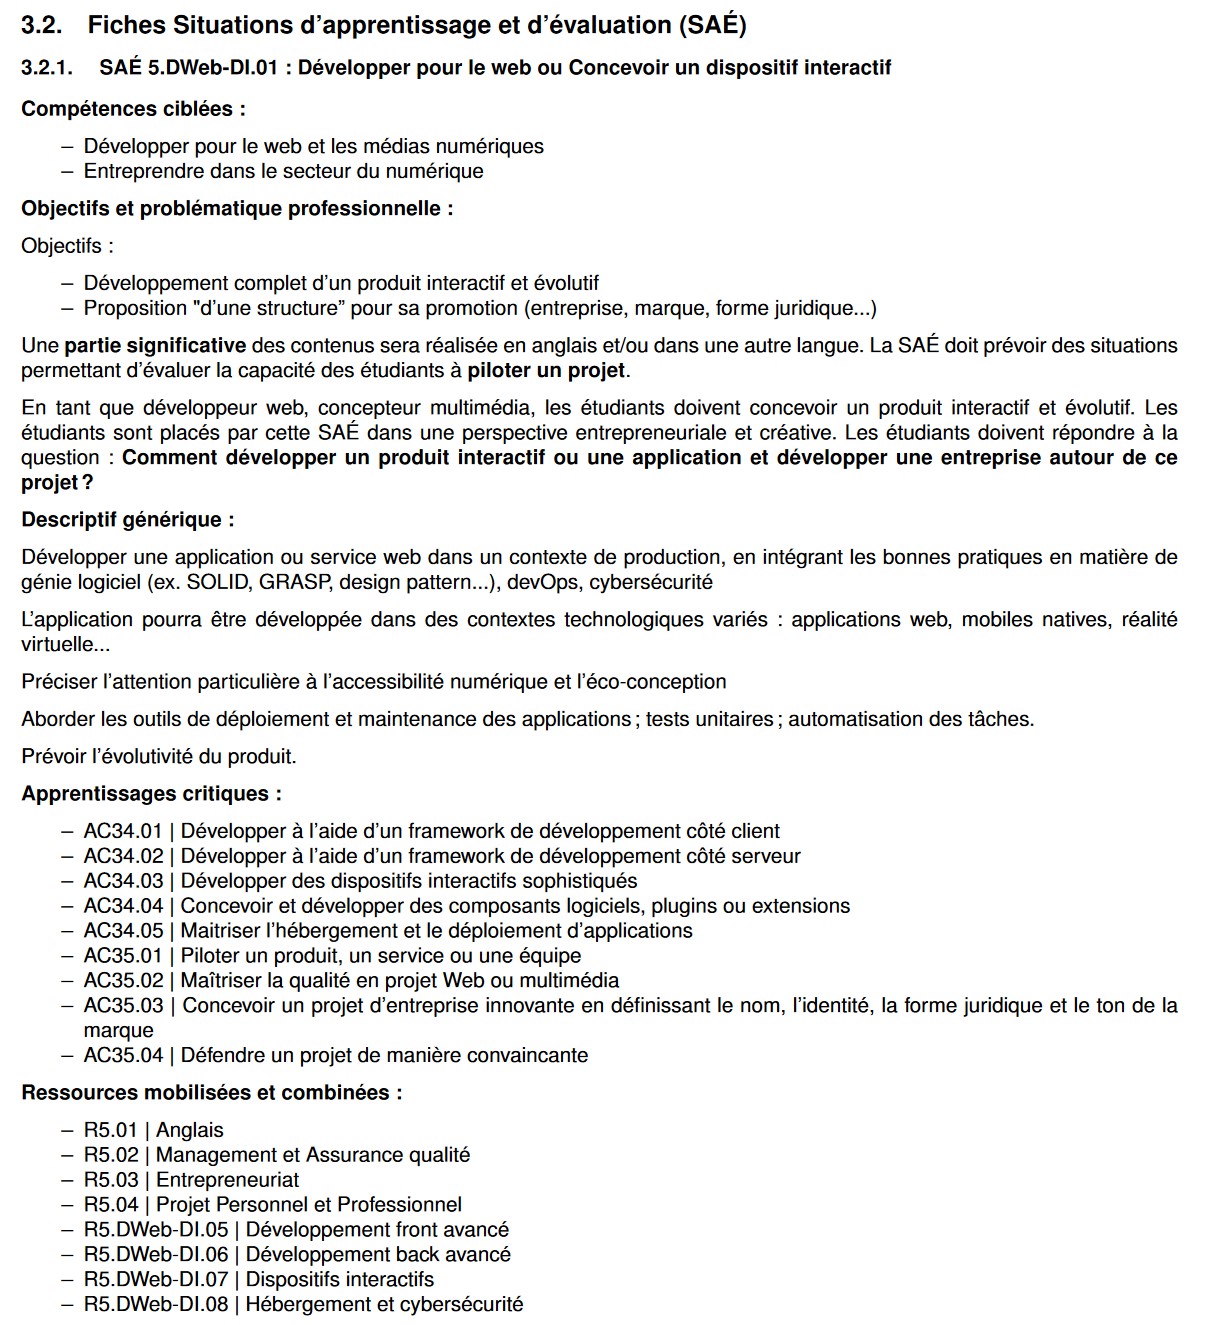 3.2. Fiches Situations d’apprentissage et d’évaluation (SAÉ)
3.2.1. SAÉ 5.DWeb-DI.01 : Développer pour le web ou Concevoir un dispositif interactif
Compétences ciblées :
– Développer pour le web et les médias numériques
– Entreprendre dans le secteur du numérique
Objectifs et problématique professionnelle :
Objectifs :
– Développement complet d’un produit interactif et évolutif
– Proposition "d’une structure” pour sa promotion (entreprise, marque, forme juridique...)
Une partie significative des contenus sera réalisée en anglais et/ou dans une autre langue. La SAÉ doit prévoir des situations
permettant d’évaluer la capacité des étudiants à piloter un projet.
En tant que développeur web, concepteur multimédia, les étudiants doivent concevoir un produit interactif et évolutif. Les
étudiants sont placés par cette SAÉ dans une perspective entrepreneuriale et créative. Les étudiants doivent répondre à la
question : Comment développer un produit interactif ou une application et développer une entreprise autour de ce
projet ?
Descriptif générique :
Développer une application ou service web dans un contexte de production, en intégrant les bonnes pratiques en matière de
génie logiciel (ex. SOLID, GRASP, design pattern...), devOps, cybersécurité
L’application pourra être développée dans des contextes technologiques variés : applications web, mobiles natives, réalité
virtuelle...
Préciser l’attention particulière à l’accessibilité numérique et l’éco-conception
Aborder les outils de déploiement et maintenance des applications ; tests unitaires ; automatisation des tâches.
Prévoir l’évolutivité du produit.
Apprentissages critiques :
– AC34.01 | Développer à l’aide d’un framework de développement côté client
– AC34.02 | Développer à l’aide d’un framework de développement côté serveur
– AC34.03 | Développer des dispositifs interactifs sophistiqués
– AC34.04 | Concevoir et développer des composants logiciels, plugins ou extensions
– AC34.05 | Maitriser l’hébergement et le déploiement d’applications
– AC35.01 | Piloter un produit, un service ou une équipe
– AC35.02 | Maîtriser la qualité en projet Web ou multimédia
– AC35.03 | Concevoir un projet d’entreprise innovante en définissant le nom, l’identité, la forme juridique et le ton de la
marque
– AC35.04 | Défendre un projet de manière convaincante
Ressources mobilisées et combinées :
– R5.01 | Anglais
– R5.02 | Management et Assurance qualité
– R5.03 | Entrepreneuriat
– R5.04 | Projet Personnel et Professionnel
– R5.DWeb-DI.05 | Développement front avancé
– R5.DWeb-DI.06 | Développement back avancé
– R5.DWeb-DI.07 | Dispositifs interactifs
– R5.DWeb-DI.08 | Hébergement et cybersécurité